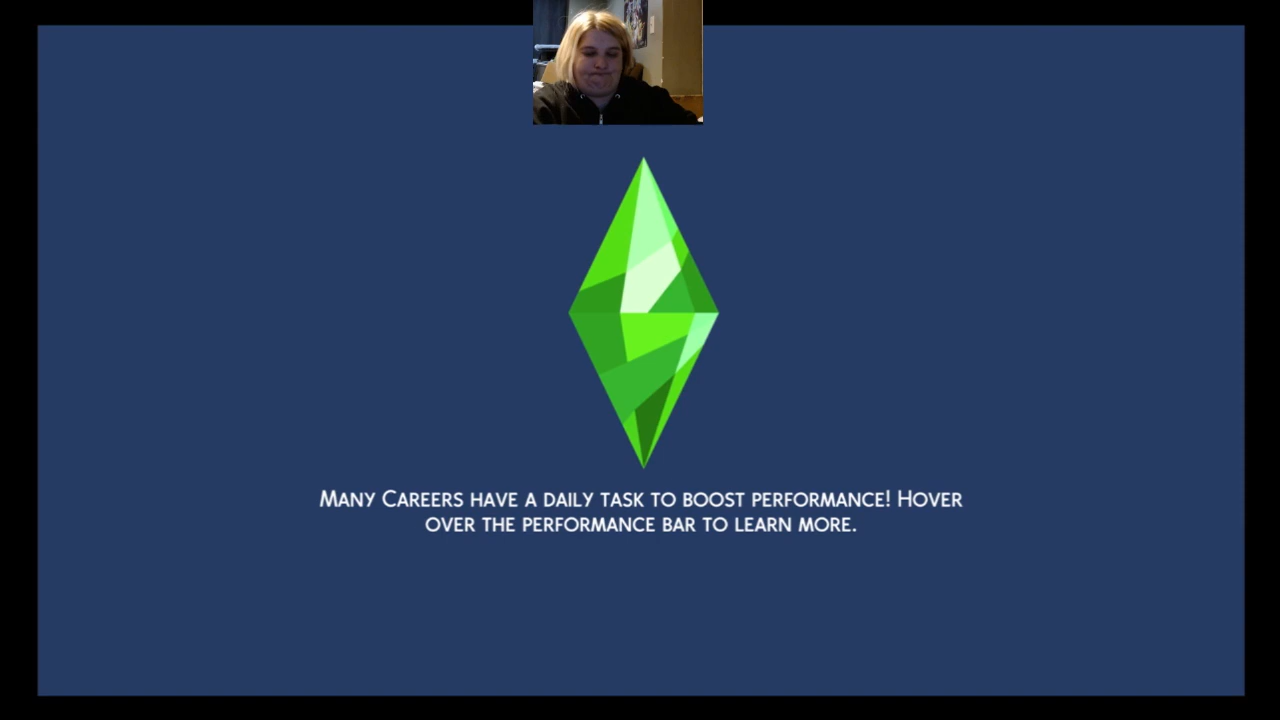 Many Careers have a daily task to boost performance! Hover
over the performance bar to learn more.